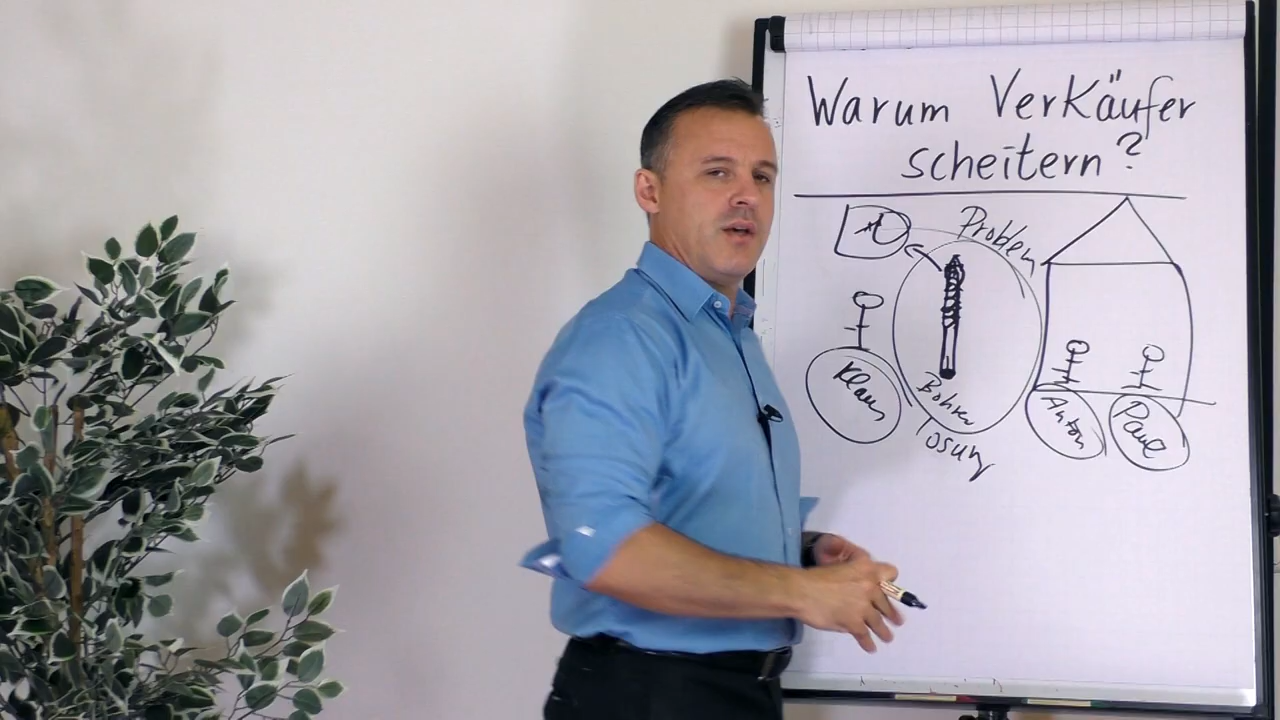 Warum Verkäufer
scheitern?
Problem
Klaus
Bohrer
lösung
Anton
Paul